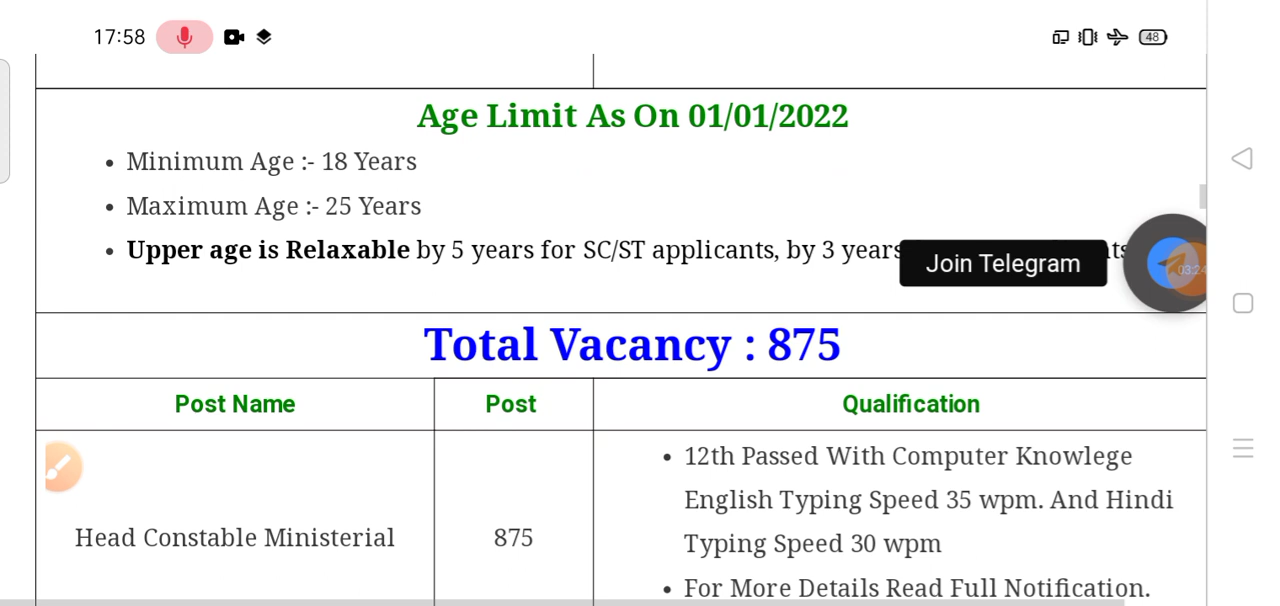 17:58
48
Age Limit As On 01/01/2022
• Minimum Age :- 18 Years
• Maximum Age :- 25 Years
• Upper age is Relaxable by 5 years for SC/ST applicants, by 3 years
Join Telegram
03:24
Total Vacancy : 875
Post Name Post Qualification
• 12th Passed With Computer Knowlege
English Typing Speed 35 wpm. And Hindi
Head Constable Ministerial 875
Typing Speed 30 wpm
• For More Details Read Full Notification.